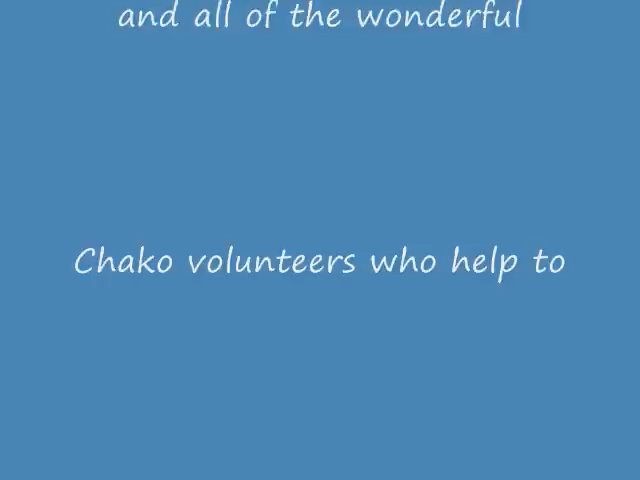 and all of the wonderful
Chako volunteers who help to